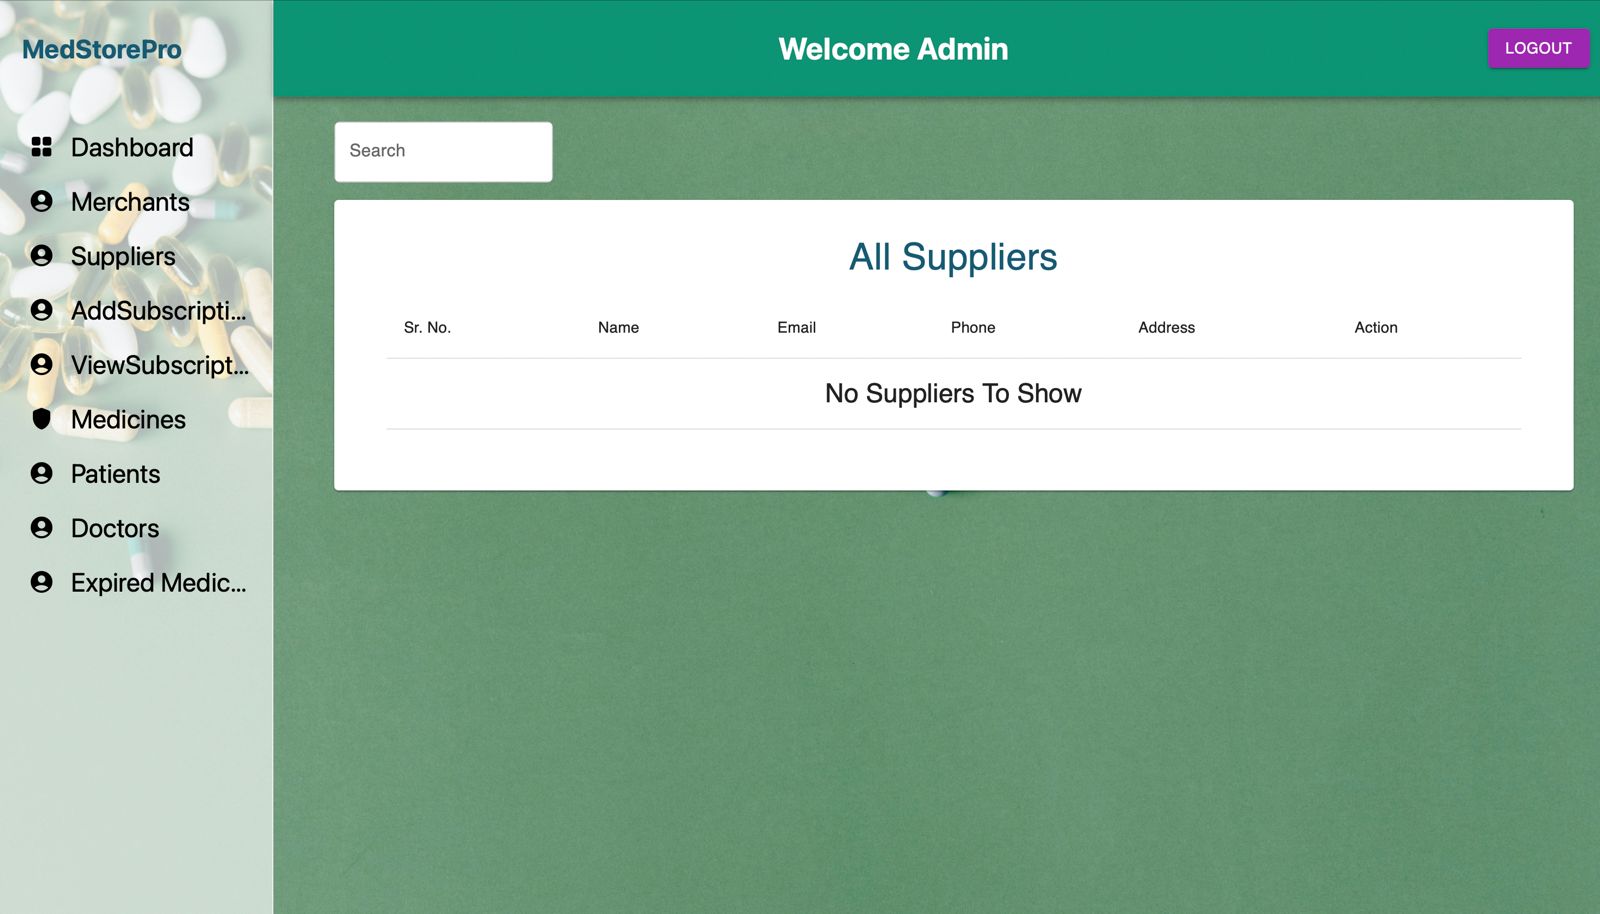 MedStorePro
Welcome Admin
LOGOUT
Dashboard
Merchants
Suppliers
AddSubscripti...
ViewSubscript...
Medicines
Patients
Doctors
Expired Medic...
Search
All Suppliers
Sr. No. Name Email Phone Address Action
No Suppliers To Show